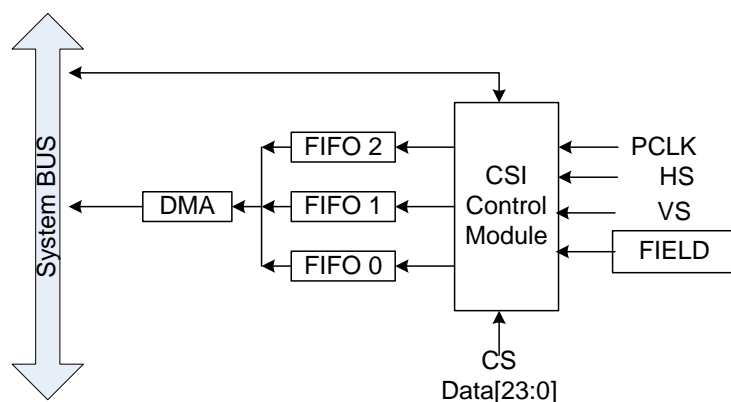 System BUS
DMA
FIFO 2
FIFO 1
FIFO 0
CSI
Control
Module
PCLK
HS
VS
FIELD
CS
Data[23:0]